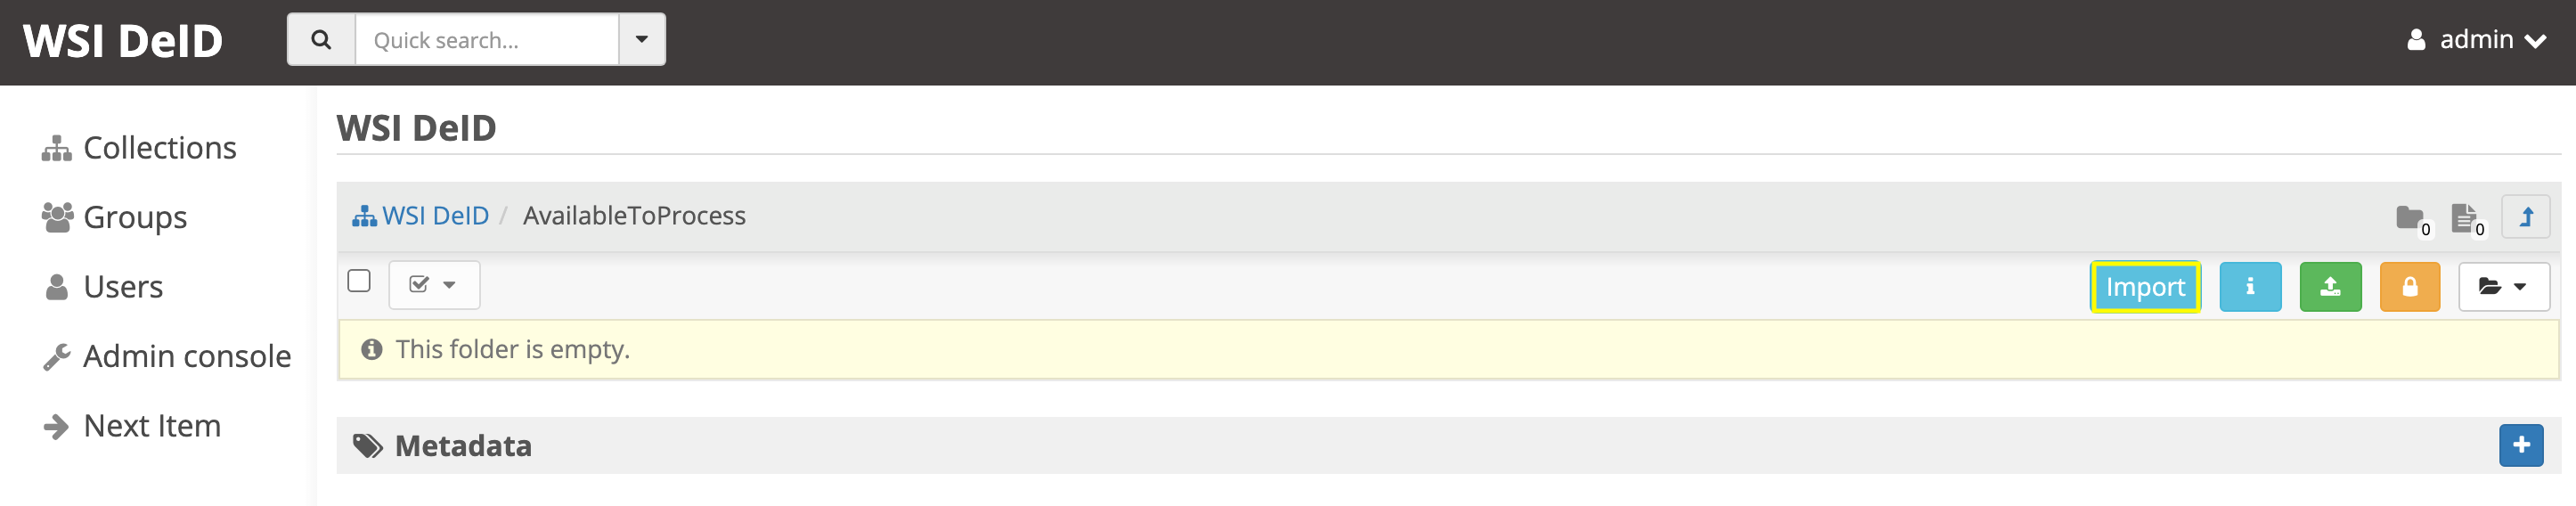 WSI DeID
Quick search...
admin
Collections
Groups
Users
Admin console
Next Item
WSI DeID
WSI DeID / AvailableToProcess
0
0
Import
This folder is empty.
Metadata